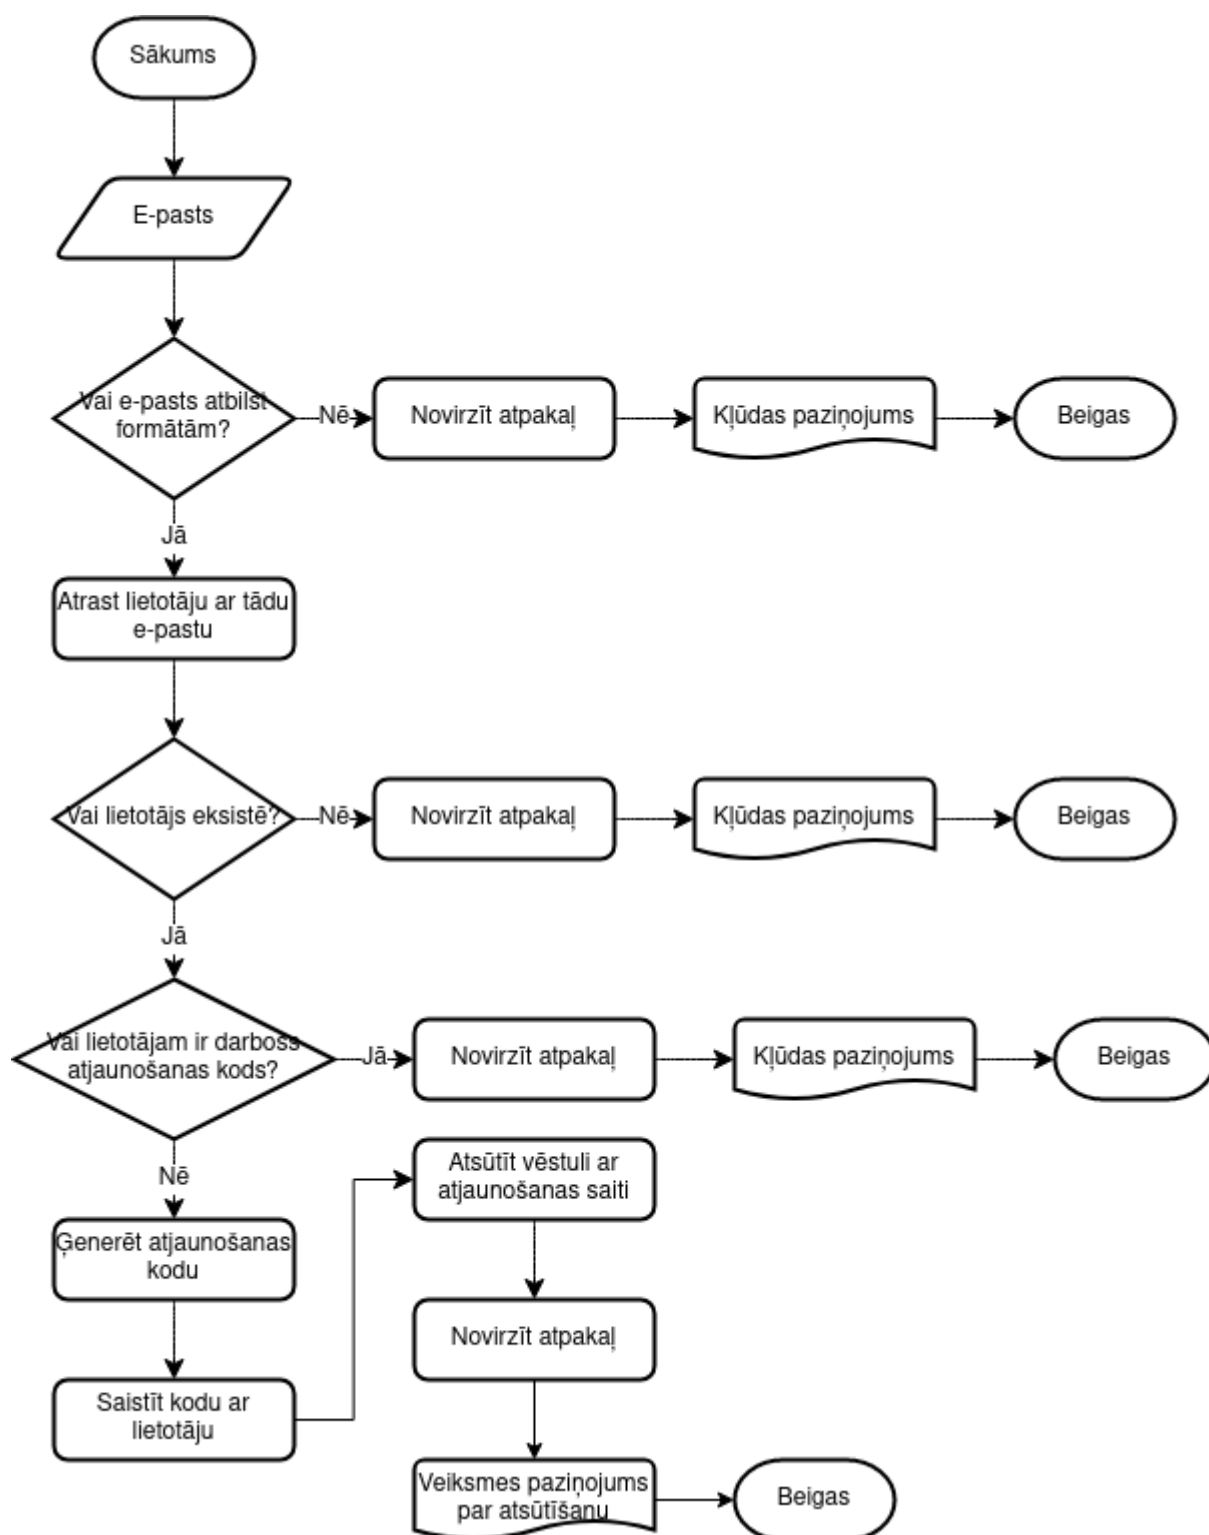 Sākums
E-pasts
Vai e-pasts atbilst
formātām?
Nē
Novirzīt atpakaļ
Kļūdas paziņojums
Beigas
Jā
Atrast lietotāju ar tādu
e-pastu
Vai lietotājs eksistē?
Nē
Novirzīt atpakaļ
Kļūdas paziņojums
Beigas
Jā
Vai lietotājam ir darboss
atjaunošanas kods?
Jā
Novirzīt atpakaļ
Kļūdas paziņojums
Beigas
Nē
Ģenerēt atjaunošanas
kodu
Saistīt kodu ar
lietotāju
Atsūtīt vēstuli ar
atjaunošanas saiti
Novirzīt atpakaļ
Veiksmes paziņojums
par atsūtīšanu
Beigas